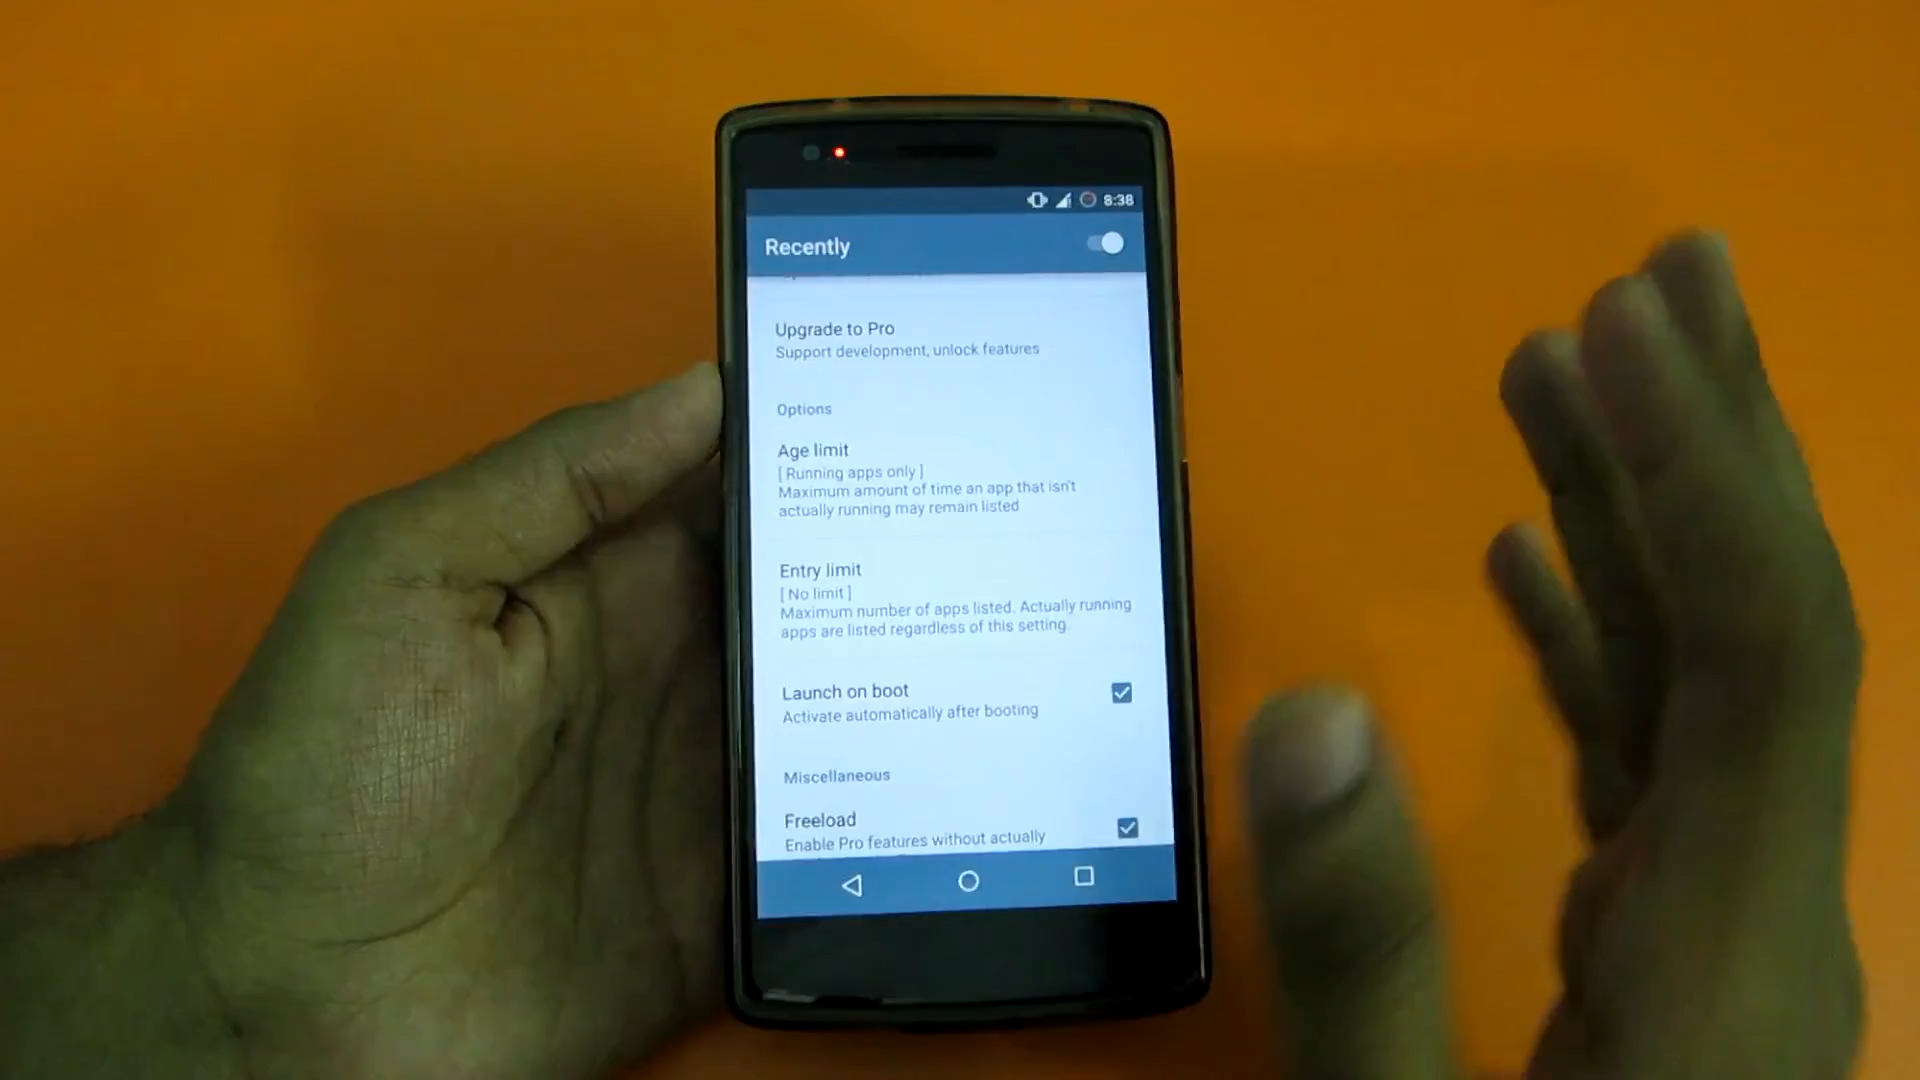 8:38
Recently
Upgrade to Pro
Support development, unlock features
Options
Age limit
[ Running apps only ]
Maximum amount of time an app that isn't
actually running may remain listed
Entry limit
[ No limit ]
Maximum number of apps listed. Actually running
apps are listed regardless of this setting.
Launch on boot
Activate automatically after booting
Miscellaneous
Freeload
Enable Pro features without actually